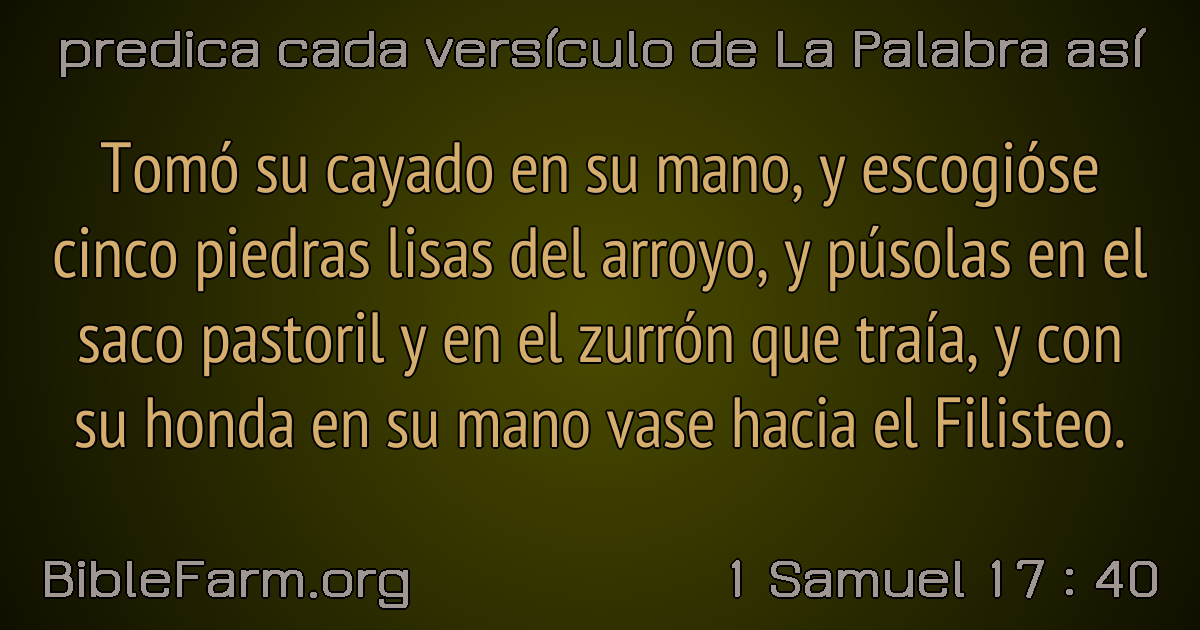 predica cada versículo de La Palabra así
Tomó su cayado en su mano, y escogióse
cinco piedras lisas del arroyo, y púsolas en el
saco pastoril y en el zurrón que traía, y con
su honda en su mano vase hacia el Filisteo.
BibleFarm.org
1 Samuel 17 : 40